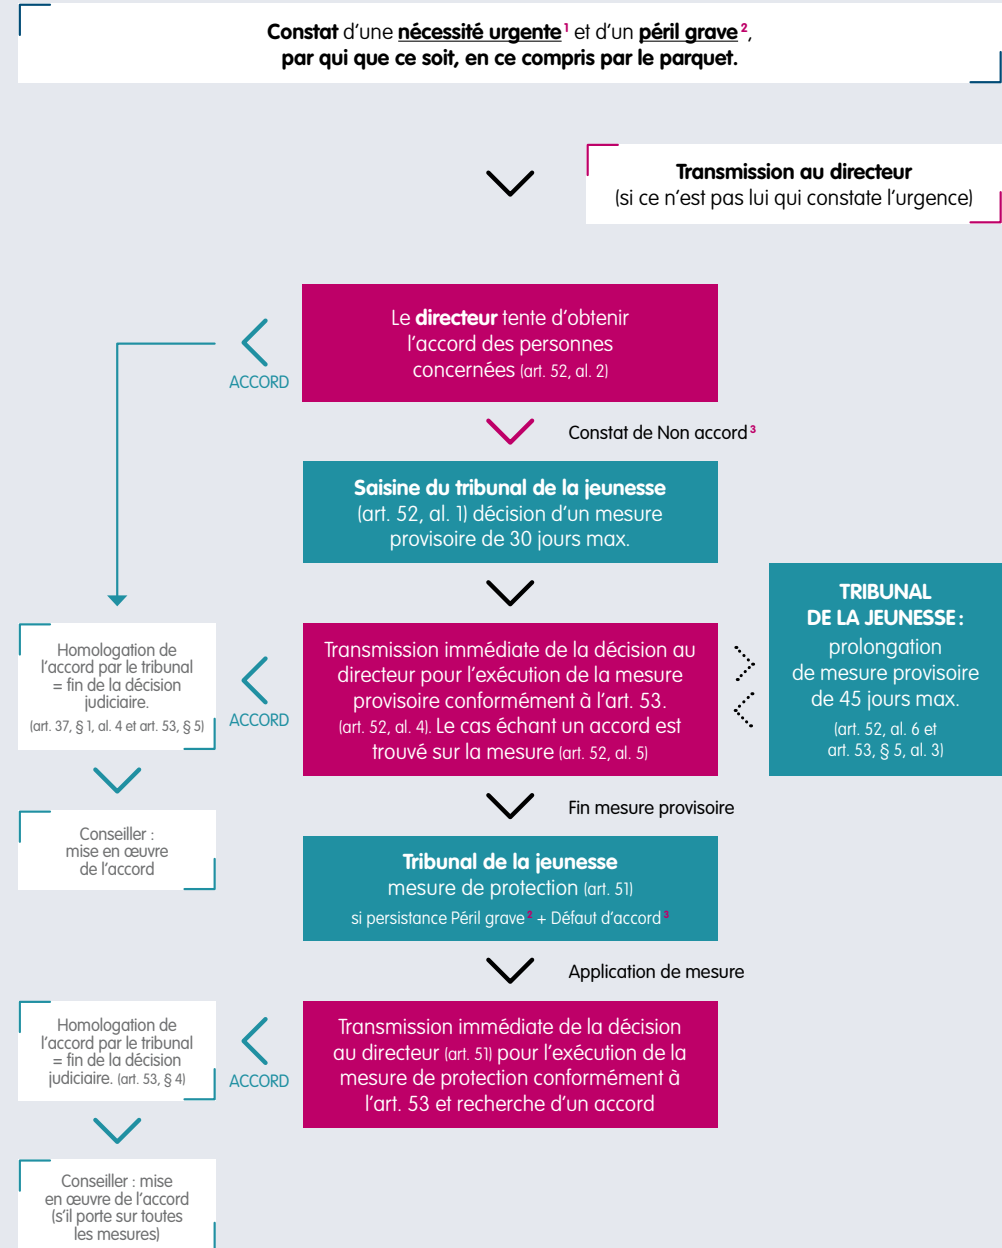 Constat d'une nécessité urgente ¹ et d'un péril grave ²,
par qui que ce soit, en ce compris par le parquet.
Transmission au directeur
(si ce n'est pas lui qui constate l'urgence)
Le directeur tente d'obtenir
l'accord des personnes
concernées (art. 52, al. 2)
ACCORD
Constat de Non accord ³
Saisine du tribunal de la jeunesse
(art. 52, al. 1) décision d'un mesure
provisoire de 30 jours max.
TRIBUNAL
DE LA JEUNESSE :
prolongation
de mesure provisoire
de 45 jours max.
(art. 52, al. 6 et
art. 53, § 5, al. 3)
Transmission immédiate de la décision au
directeur pour l'exécution de la mesure
provisoire conformément à l'art. 53.
(art. 52, al. 4). Le cas échant un accord est
trouvé sur la mesure (art. 52, al. 5)
ACCORD
Homologation de
l'accord par le tribunal
= fin de la décision
judiciaire.
(art. 37, § 1, al. 4 et art. 53, § 5)
Conseiller :
mise en œuvre
de l'accord
Fin mesure provisoire
Tribunal de la jeunesse
mesure de protection (art. 51)
si persistance Péril grave ² + Défaut d'accord ³
Application de mesure
Transmission immédiate de la décision
au directeur (art. 51) pour l'exécution de la
mesure de protection conformément à
l'art. 53 et recherche d'un accord
ACCORD
Homologation de
l'accord par le tribunal
= fin de la décision
judiciaire. (art. 53, § 4)
Conseiller : mise
en œuvre de l'accord
(s'il porte sur toutes
les mesures)